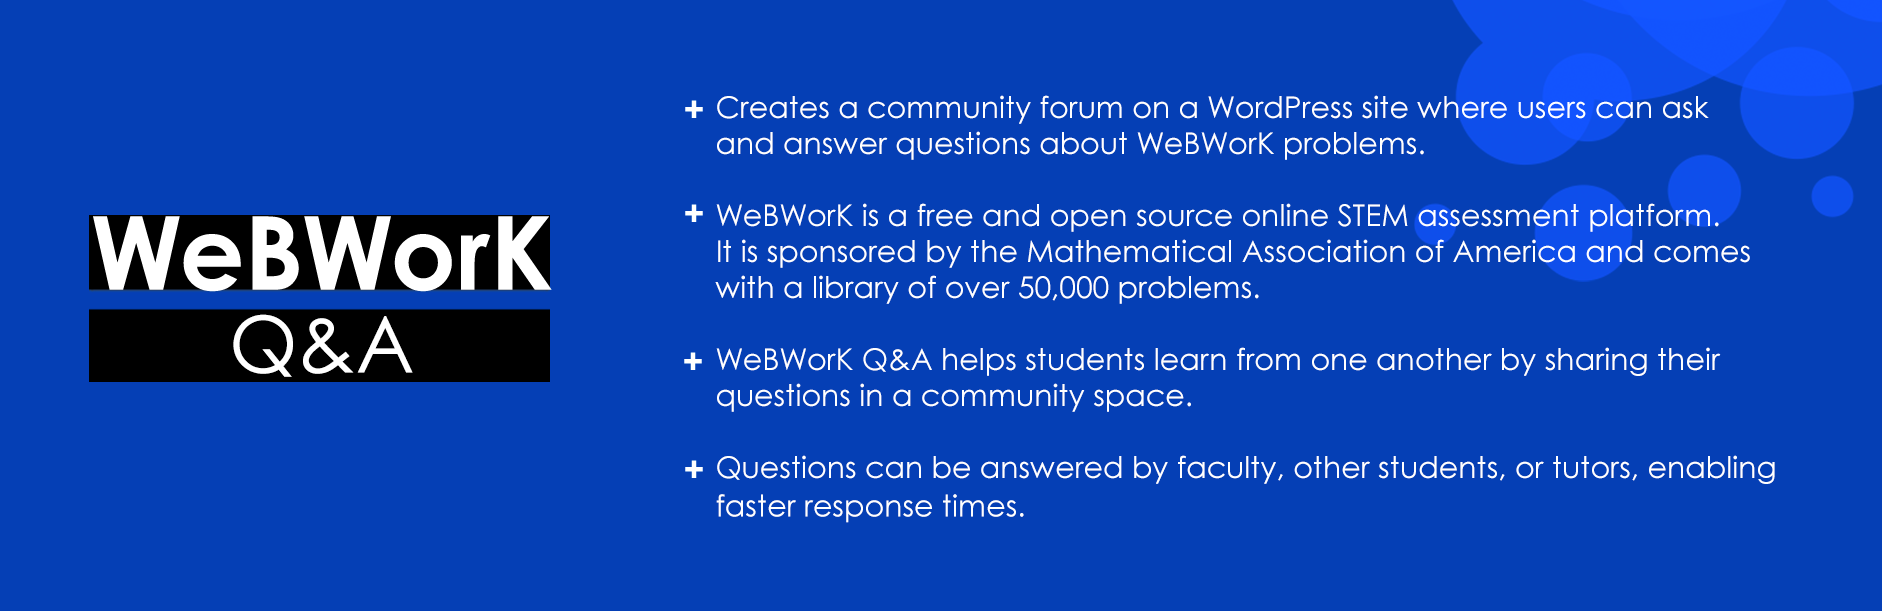 WeBWorK
Q&A
+ Creates a community forum on a WordPress site where users can ask
and answer questions about WeBWorK problems.
+ WeBWorK is a free and open source online STEM assessment platform.
It is sponsored by the Mathematical Association of America and comes
with a library of over 50,000 problems.
+ WeBWorK Q&A helps students learn from one another by sharing their
questions in a community space.
+ Questions can be answered by faculty, other students, or tutors, enabling
faster response times.